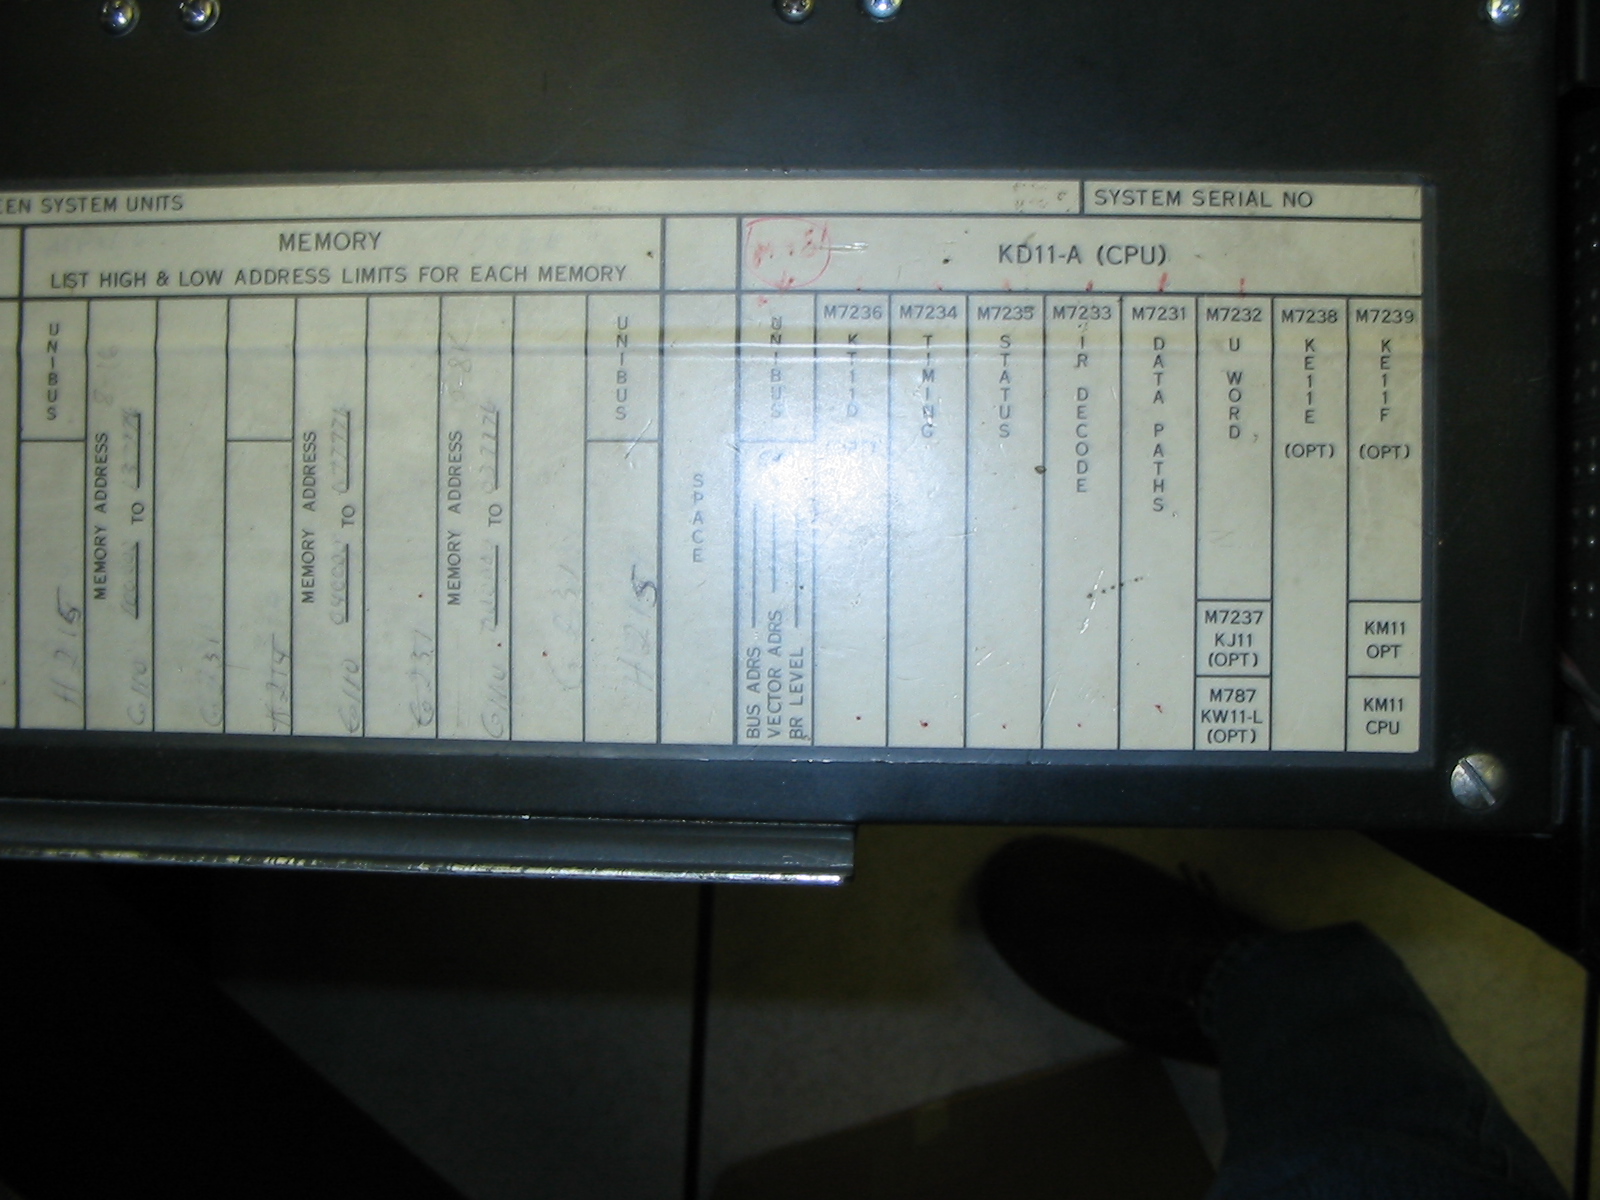 EEN SYSTEM UNITS
SYSTEM SERIAL NO
MEMORY
LIST HIGH & LOW ADDRESS LIMITS FOR EACH MEMORY
KD11-A (CPU)
UNIBUS
H 215
MEMORY ADDRESS
TO
G110
G231
MEMORY ADDRESS
TO
G110
G231
MEMORY ADDRESS
TO
G110
UNIBUS
H215
SPACE
UNIBUS
BUS ADRS
VECTOR ADRS
BR LEVEL
M7236
KT11D
M7234
TIMING
M7235
STATUS
M7233
IR DECODE
M7231
DATA PATHS
M7232
U WORD
M7237
KJ11
(OPT)
M787
KW11-L
(OPT)
M7238
KE11E
(OPT)
M7239
KE11F
(OPT)
KM11
OPT
KM11
CPU